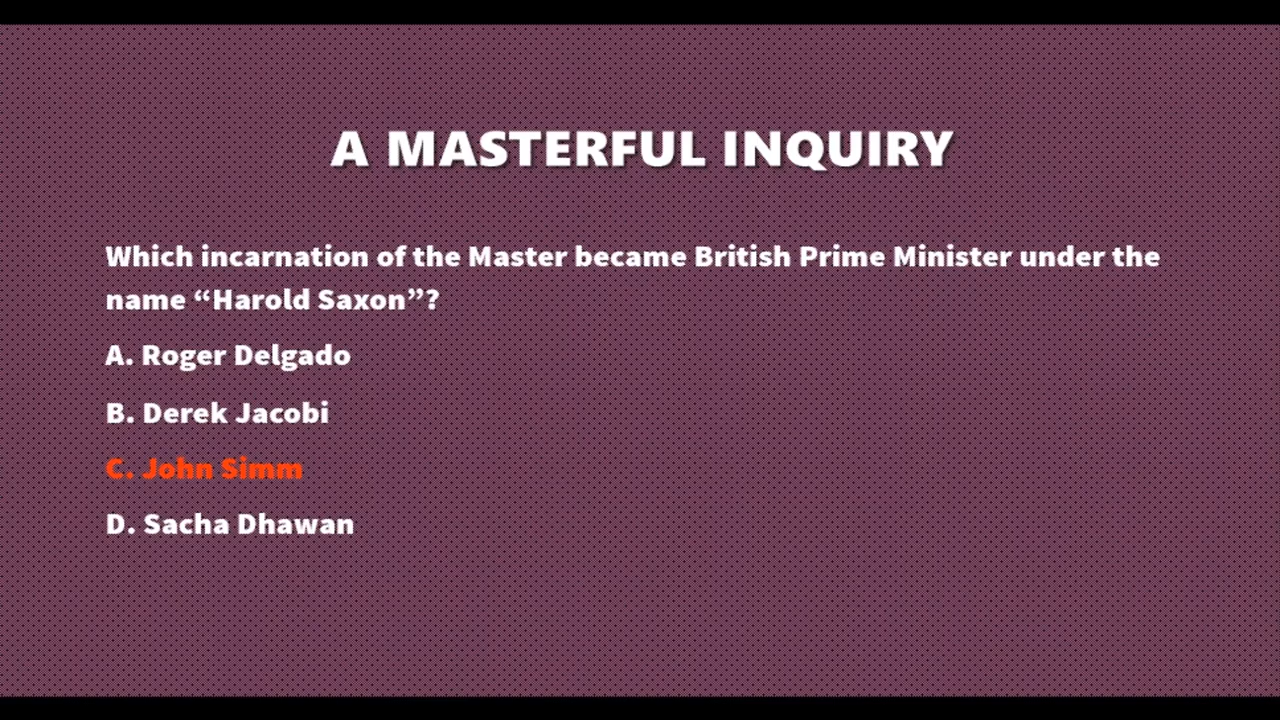 A MASTERFUL INQUIRY
Which incarnation of the Master became British Prime Minister under the
name “Harold Saxon”?
A. Roger Delgado
B. Derek Jacobi
C. John Simm
D. Sacha Dhawan